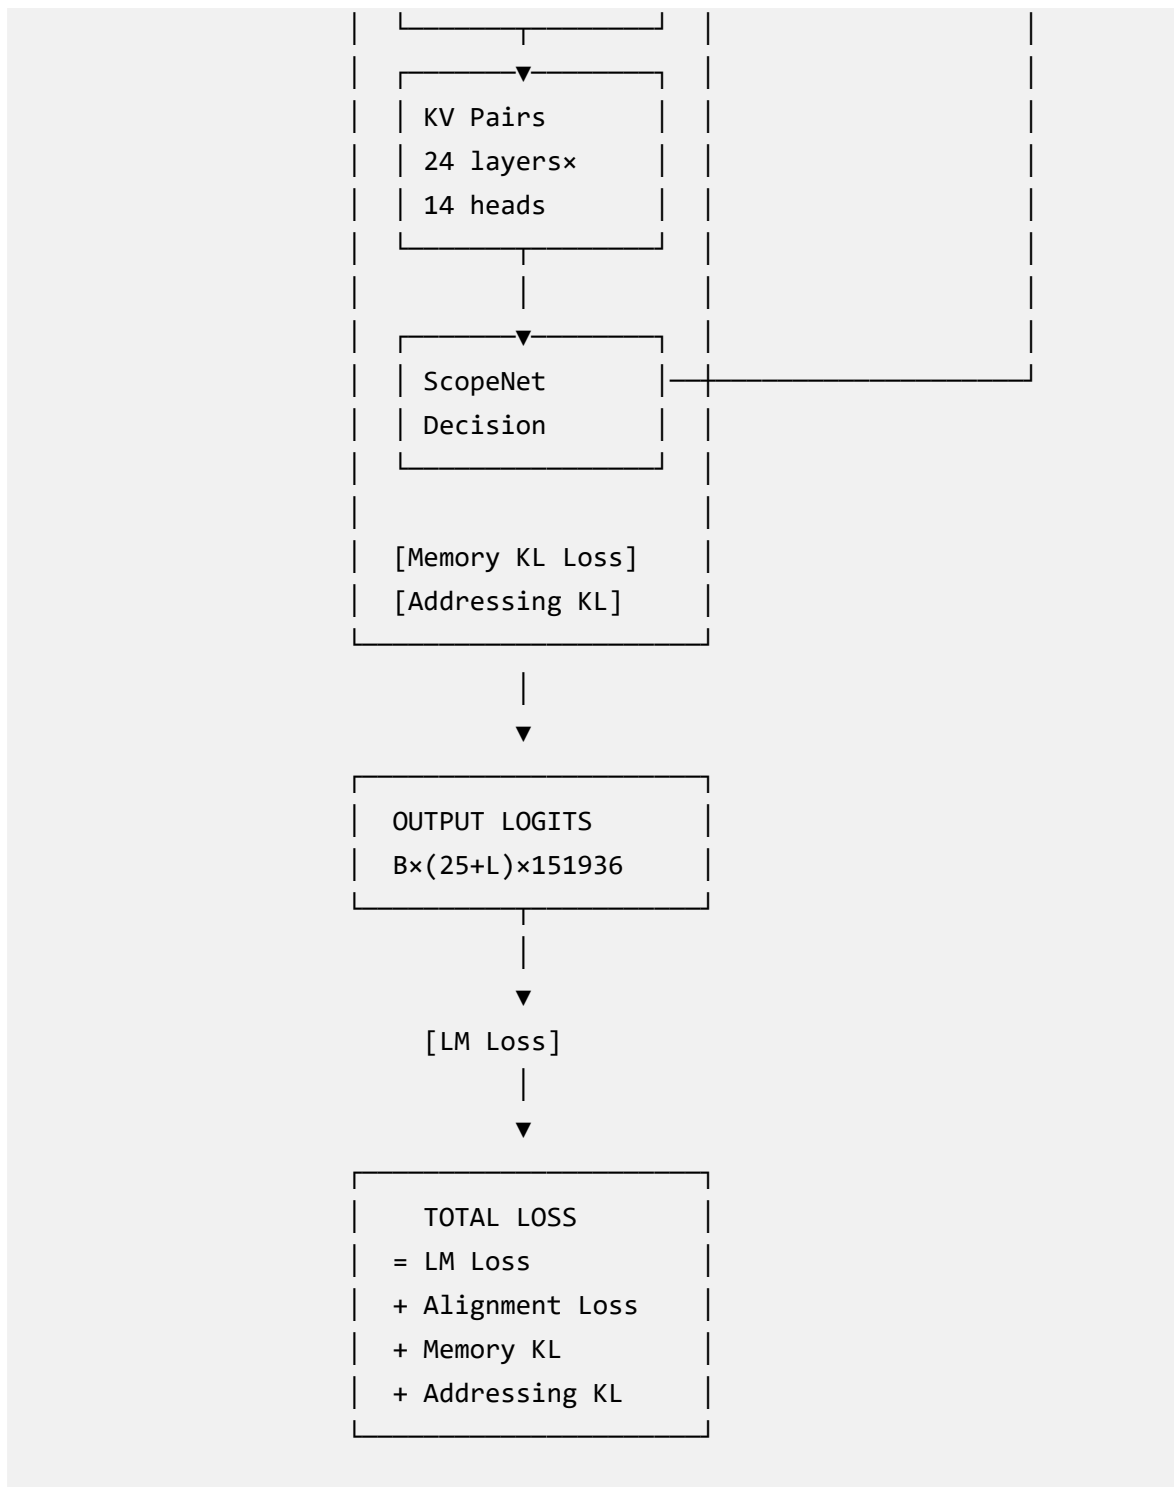 KV Pairs
24 layers×
14 heads
ScopeNet
Decision
[Memory KL Loss]
[Addressing KL]
OUTPUT LOGITS
B×(25+L)×151936
[LM Loss]
TOTAL LOSS
= LM Loss
+ Alignment Loss
+ Memory KL
+ Addressing KL